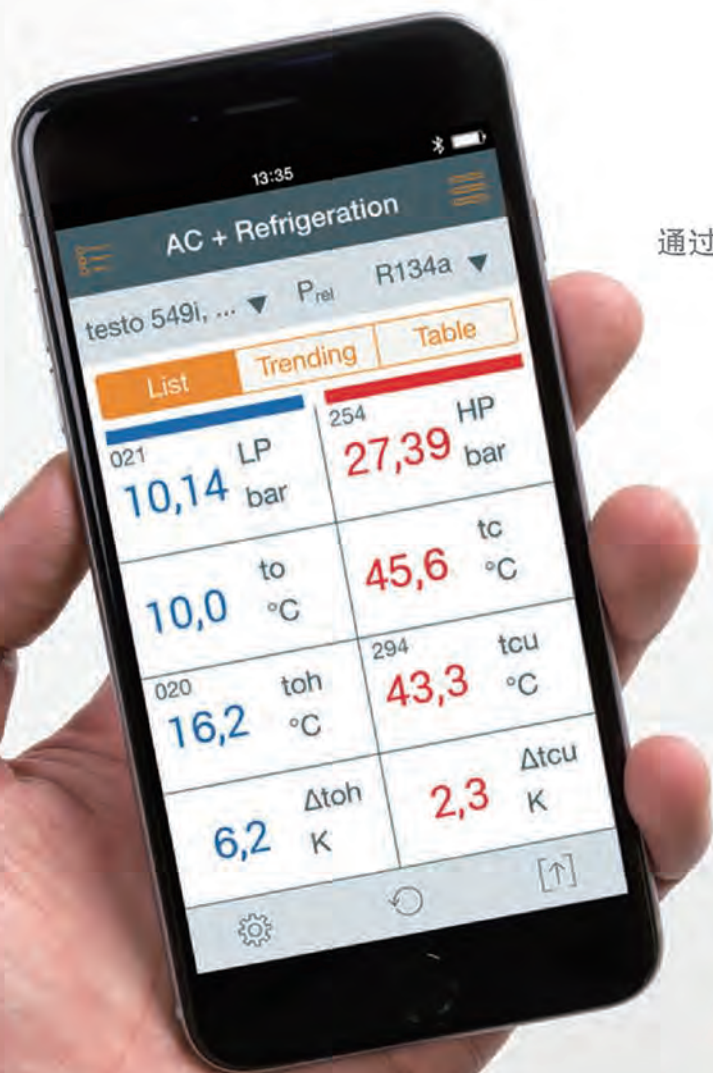 13:35
AC + Refrigeration
testo 549i, ... ▼ Prel R134a ▼
List Trending Table
021 LP 254 HP
10,14 bar 27,39 bar
to tc
10,0 °C 45,6 °C
020 toh 294 tcu
16,2 °C 43,3 °C
Δtoh Δtcu
6,2 K 2,3 K
通过